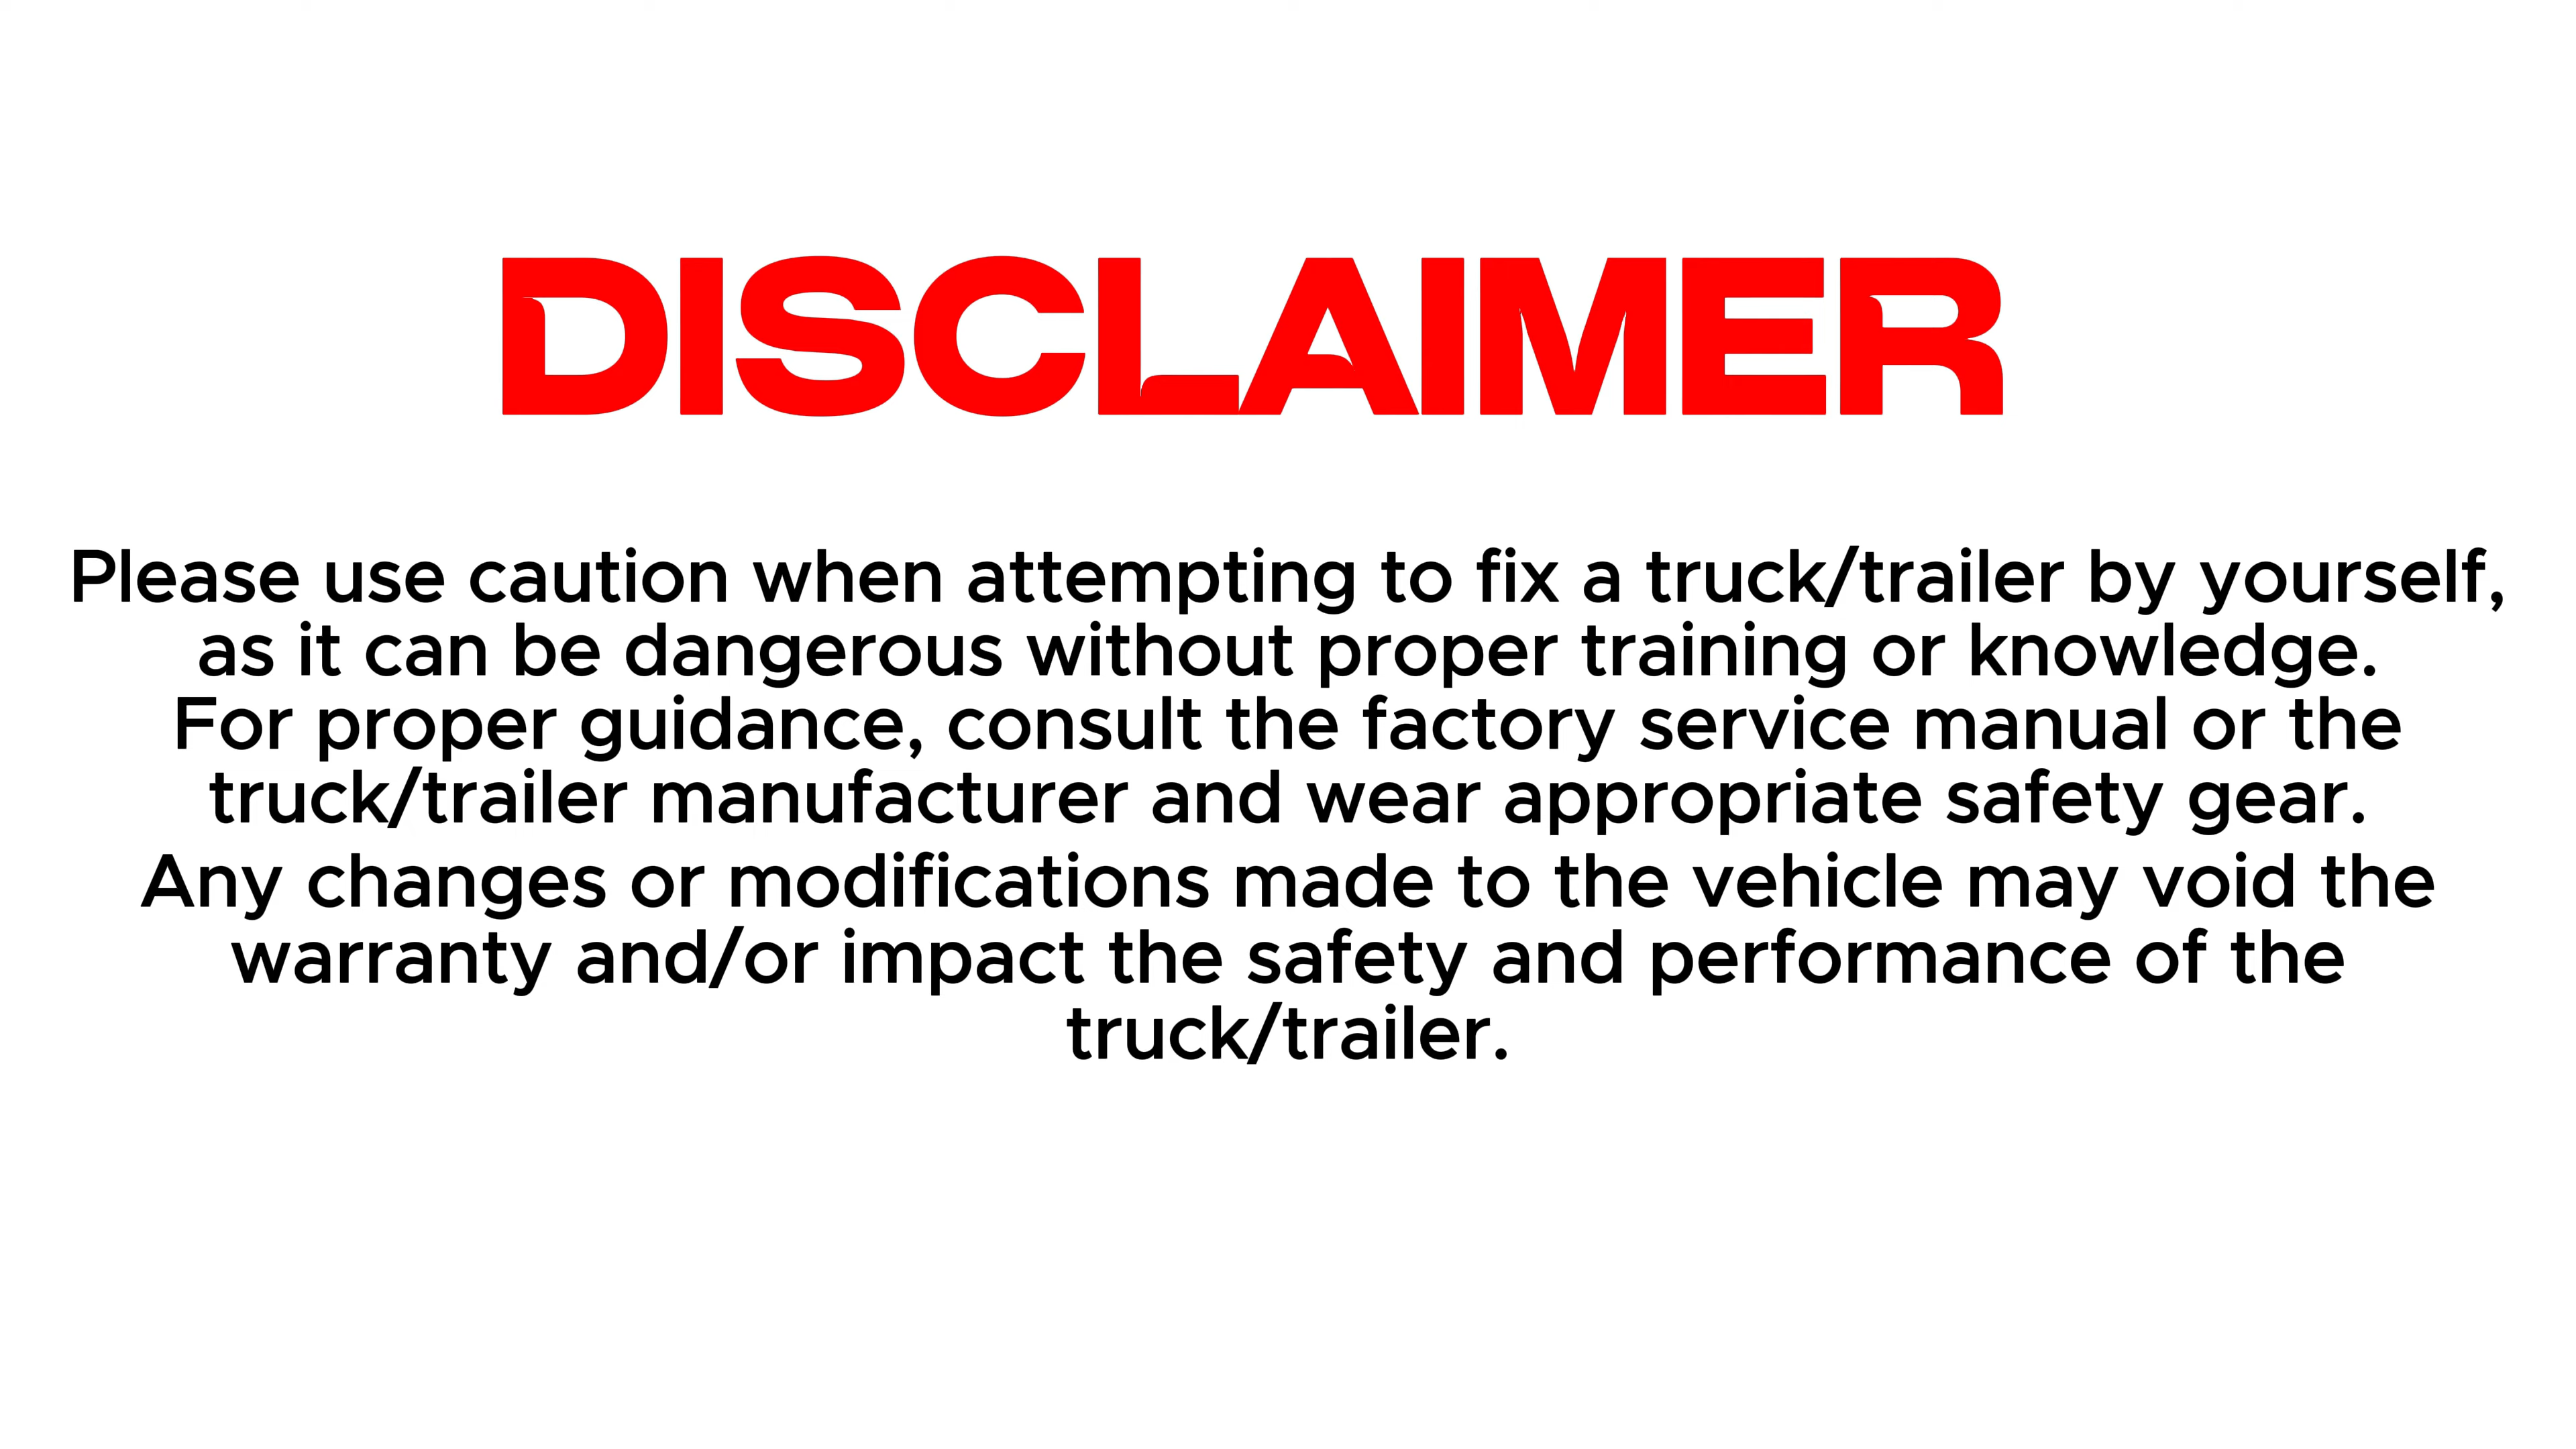 DISCLAIMER
Please use caution when attempting to fix a truck/trailer by yourself,
as it can be dangerous without proper training or knowledge.
For proper guidance, consult the factory service manual or the
truck/trailer manufacturer and wear appropriate safety gear.
Any changes or modifications made to the vehicle may void the
warranty and/or impact the safety and performance of the
truck/trailer.